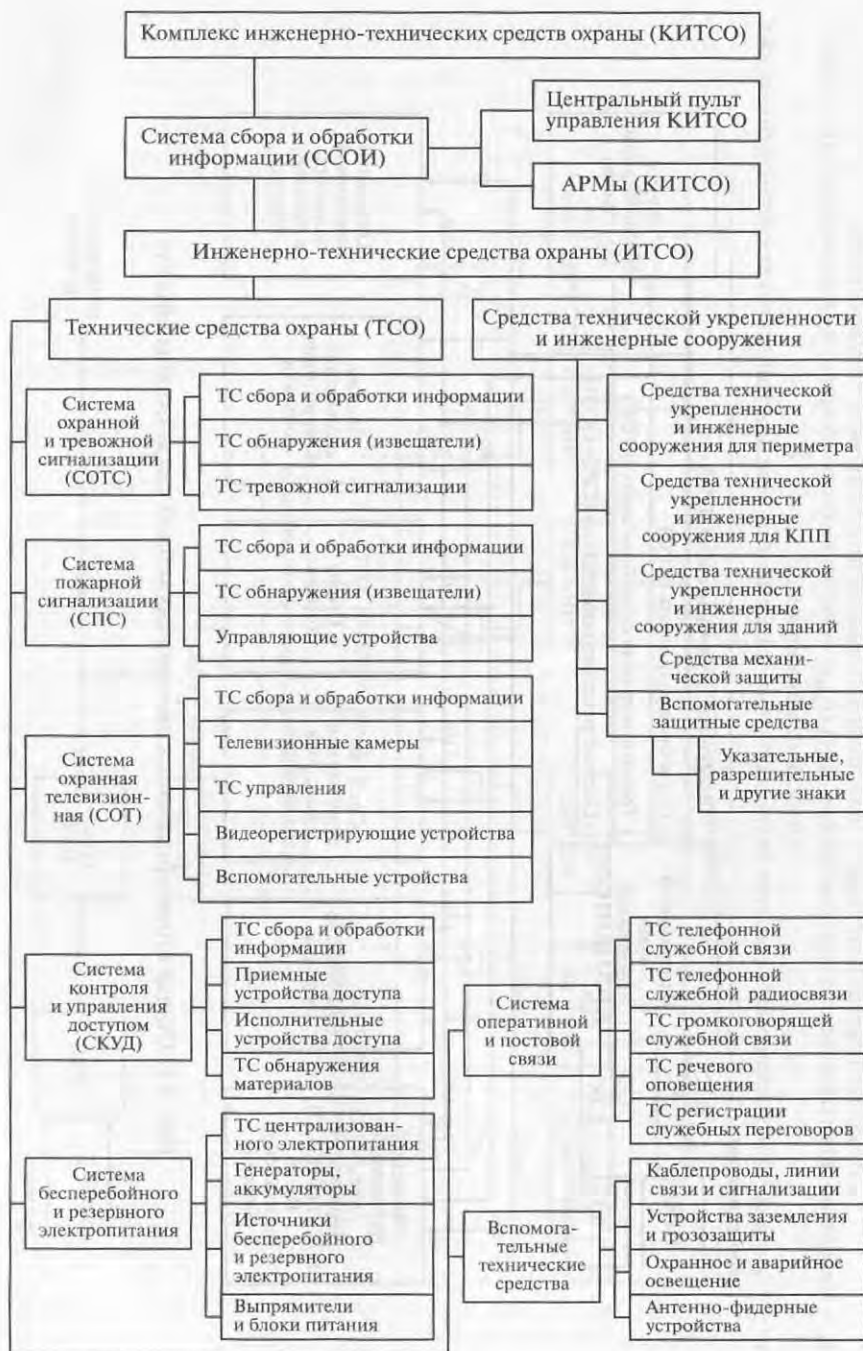 Комплекс инженерно-технических средств охраны (КИТСО)
Система сбора и обработки
информации (ССОИ)
Центральный пульт
управления КИТСО
АРМы (КИТСО)
Инженерно-технические средства охраны (ИТСО)
Технические средства охраны (ТСО)
Средства технической укрепленности
и инженерные сооружения
Система
охранной
и тревожной
сигнализации
(СОТС)
ТС сбора и обработки информации
ТС обнаружения (извещатели)
ТС тревожной сигнализации
Система
пожарной
сигнализации
(СПС)
ТС сбора и обработки информации
ТС обнаружения (извещатели)
Управляющие устройства
Система
охранная
телевизион-
ная (СОТ)
ТС сбора и обработки информации
Телевизионные камеры
ТС управления
Видеорегистрирующие устройства
Вспомогательные устройства
Средства технической
укрепленности
и инженерные
сооружения для периметра
Средства технической
укрепленности
и инженерные
сооружения для КПП
Средства технической
укрепленности
и инженерные
сооружения для зданий
Средства механи-
ческой защиты
Вспомогательные
защитные средства
Указательные,
разрешительные
и другие знаки
Система
контроля
и управления
доступом
(СКУД)
ТС сбора и обработки
информации
Приемные
устройства доступа
Исполнительные
устройства доступа
ТС обнаружения
материалов
Система
бесперебойного
и резервного
электропитания
ТС централизован-
ного электропитания
Генераторы,
аккумуляторы
Источники
бесперебойного
и резервного
электропитания
Выпрямители
и блоки питания
Система
оперативной
и постовой
связи
ТС телефонной
служебной связи
ТС телефонной
служебной радиосвязи
ТС громкоговорящей
служебной связи
ТС речевого
оповещения
ТС регистрации
служебных переговоров
Вспомога-
тельные
технические
средства
Каблепроводы, линии
связи и сигнализации
Устройства заземления
и грозозащиты
Охранное и аварийное
освещение
Антенно-фидерные
устройства